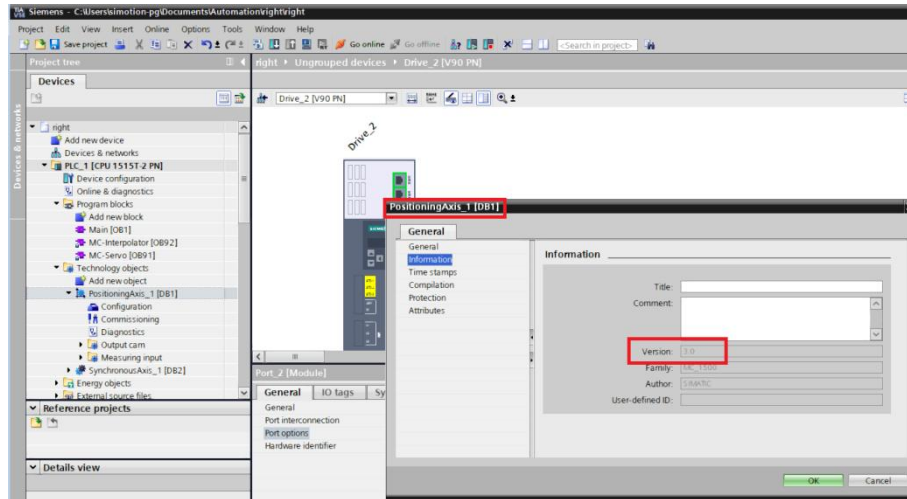 Siemens - C:\Users\simotion-pg\Documents\Automation\right\right
Project Edit View Insert Online Options Tools Window Help
Save project Go online Go offline <Search in project>
Project tree
right Ungrouped devices Drive_2 [V90 PN]
Devices
Drive_2 [V90 PN]
Devices & networks
right
Add new device
Devices & networks
PLC_1 [CPU 1515T-2 PN]
Device configuration
Online & diagnostics
Program blocks
Add new block
Main [OB1]
MC-Interpolator [OB92]
MC-Servo [OB91]
Technology objects
Add new object
PositioningAxis_1 [DB1]
Configuration
Commissioning
Diagnostics
Output cam
Measuring input
SynchronousAxis_1 [DB2]
Energy objects
External source files
Reference projects
Details view
Drive_2
Port_2 [Module]
General IO tags Sy
General
Port interconnection
Port options
Hardware identifier
PositioningAxis_1 [DB1]
General
General
Information
Time stamps
Compilation
Protection
Attributes
Information
Title:
Comment:
Version: 3.0
Family:
Author: SIMATIC
User-defined ID:
OK Cancel